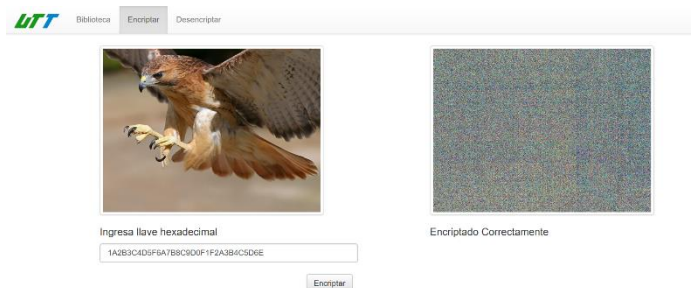 UTT Biblioteca Encriptar Desencriptar
Ingresa llave hexadecimal
Encriptado Correctamente
1A2B3C4D5F6A7B8C9D0F1F2A3B4C5D6E
Encriptar